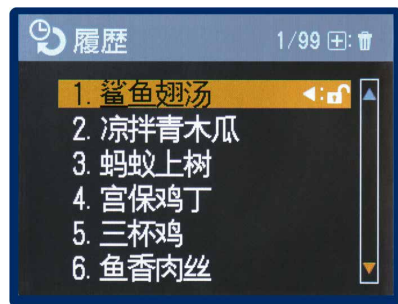 履歴 1/99 ⊞:🗑
1. 鲨鱼翅汤 ◀:🔓
2. 凉拌青木瓜
3. 蚂蚁上树
4. 宫保鸡丁
5. 三杯鸡
6. 鱼香肉丝